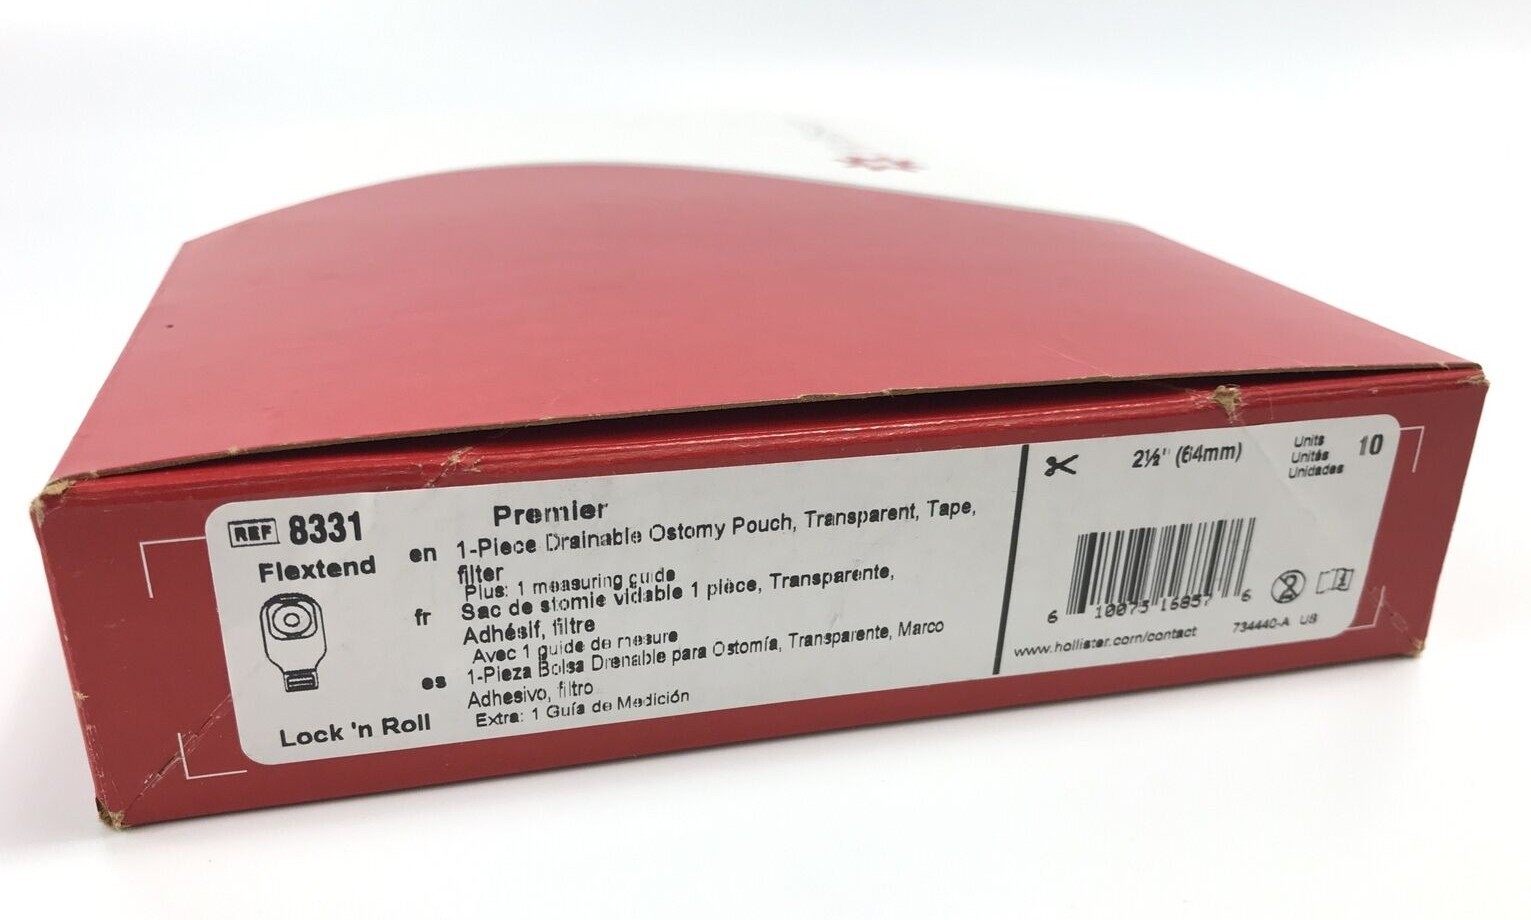 REF 8331
Flextend
Lock 'n Roll
Premier
en 1-Piece Drainable Ostomy Pouch, Transparent, Tape,
filter
Plus: 1 measuring guide
fr Sac de stomie vidable 1 pièce, Transparente,
Adhésif, filtre
Avec 1 guide de mesure
es 1-Pieza Bolsa Drenable para Ostomía, Transparente, Marco
Adhesivo, filtro
Extra: 1 Guía de Medición
2½" (64mm)
Units
Unités
Unidades
10
6 10075 16857 6
2
www.hollister.com/contact
734440-A US